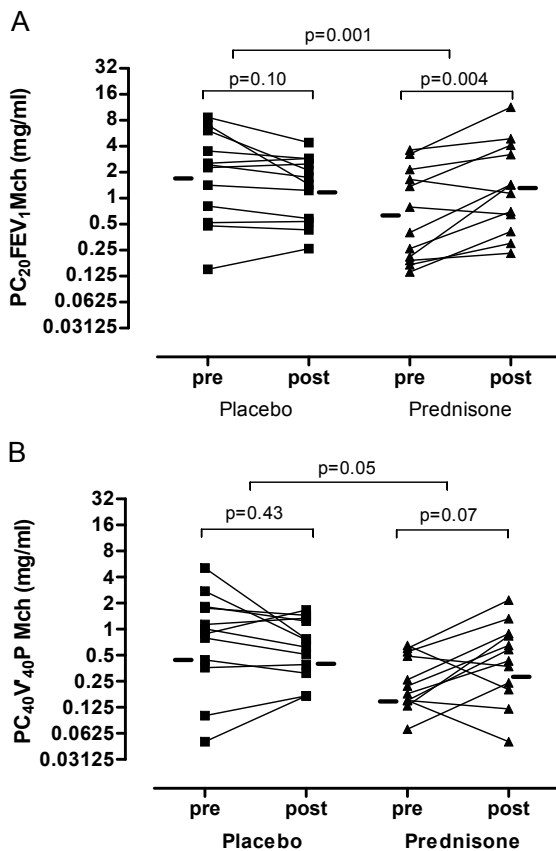 A
p=0.001
p=0.10 p=0.004
PC20FEV1Mch (mg/ml)
32
16
8
4
2
1
0.5
0.25
0.125
0.0625
0.03125
pre post pre post
Placebo Prednisone
B
p=0.05
p=0.43 p=0.07
PC40V'40P Mch (mg/ml)
32
16
8
4
2
1
0.5
0.25
0.125
0.0625
0.03125
pre post pre post
Placebo Prednisone